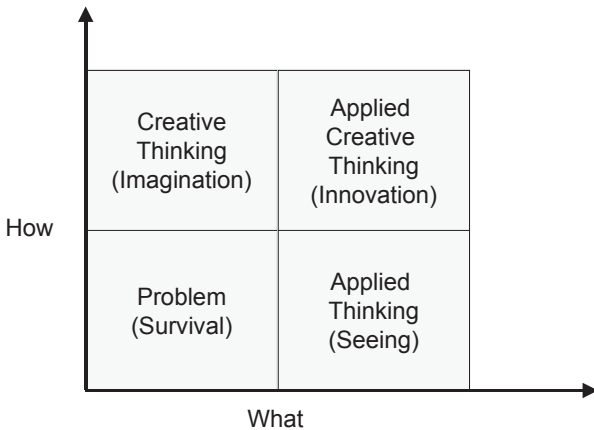 Creative
Thinking
(Imagination)
Applied
Creative
Thinking
(Innovation)
How
Problem
(Survival)
Applied
Thinking
(Seeing)
What